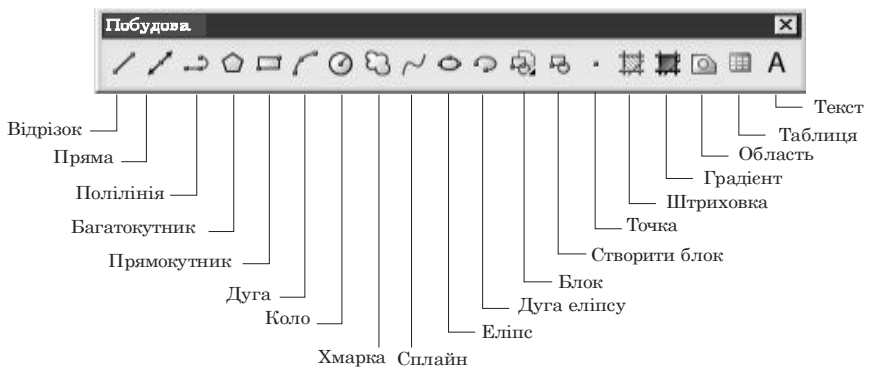 Побудова
A
Текст
Відрізок
Таблиця
Пряма
Область
Градієнт
Полілінія
Штриховка
Багатокутник
Точка
Прямокутник
Створити блок
Блок
Дуга
Дуга еліпсу
Коло
Еліпс
Хмарка
Сплайн